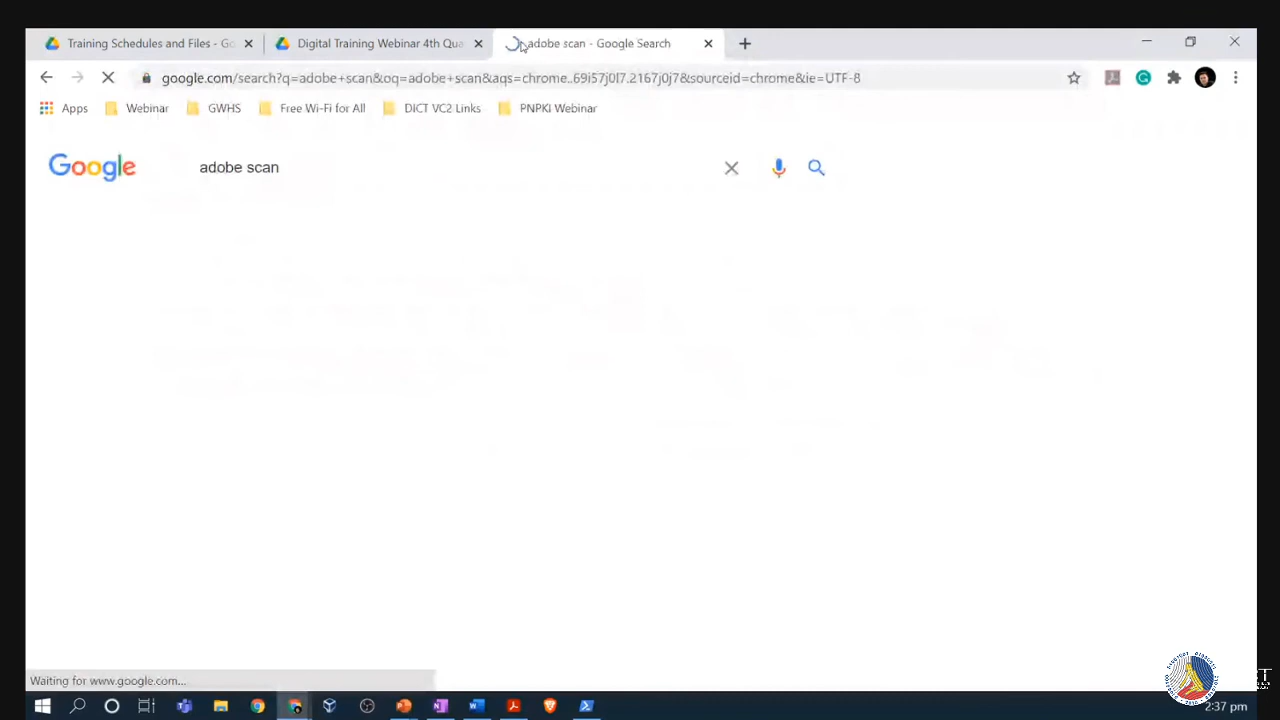 Training Schedules and Files - Go
Digital Training Webinar 4th Qua
adobe scan - Google Search
google.com/search?q=adobe+scan&oq=adobe+scan&aqs=chrome..69i57j0l7.2167j0j7&sourceid=chrome&ie=UTF-8
Apps
Webinar
GWHS
Free Wi-Fi for All
DICT VC2 Links
PNPKI Webinar
Google
adobe scan
Waiting for www.google.com...
2:37 pm